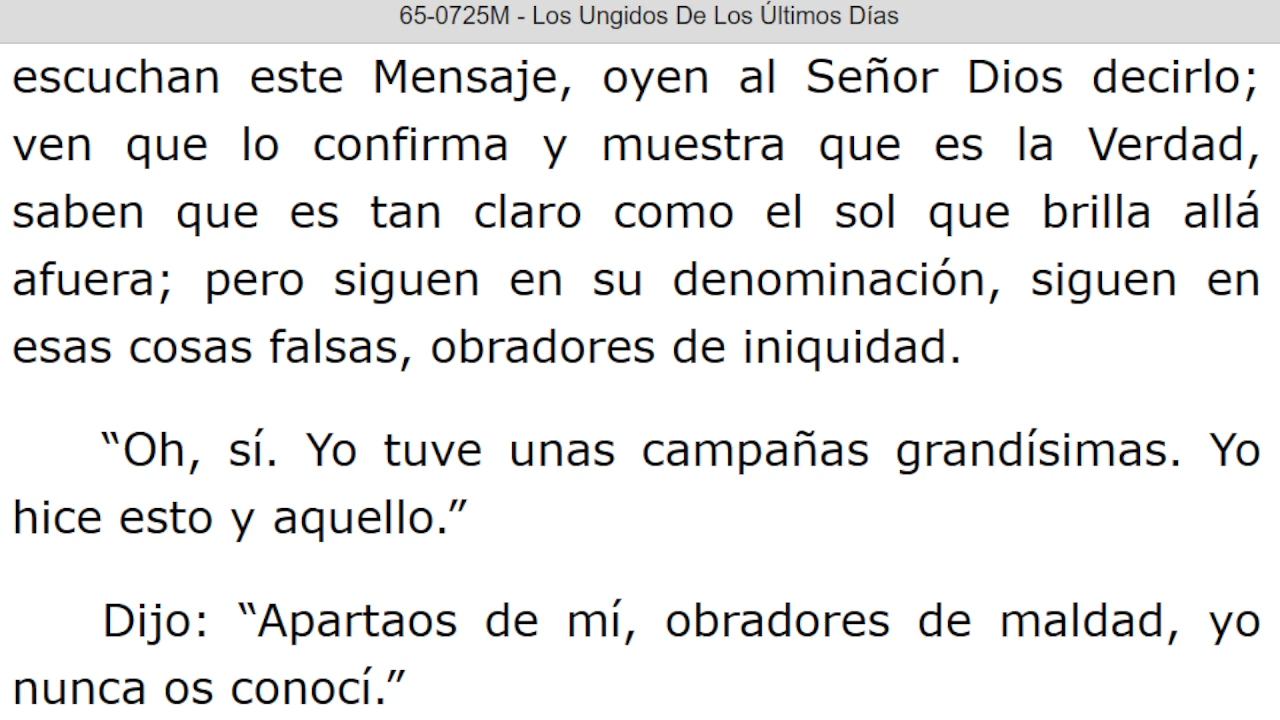 65-0725M - Los Ungidos De Los Últimos Días
escuchan este Mensaje, oyen al Señor Dios decirlo;
ven que lo confirma y muestra que es la Verdad,
saben que es tan claro como el sol que brilla allá
afuera; pero siguen en su denominación, siguen en
esas cosas falsas, obradores de iniquidad.
“Oh, sí. Yo tuve unas campañas grandísimas. Yo
hice esto y aquello.”
Dijo: “Apartaos de mí, obradores de maldad, yo
nunca os conocí.”